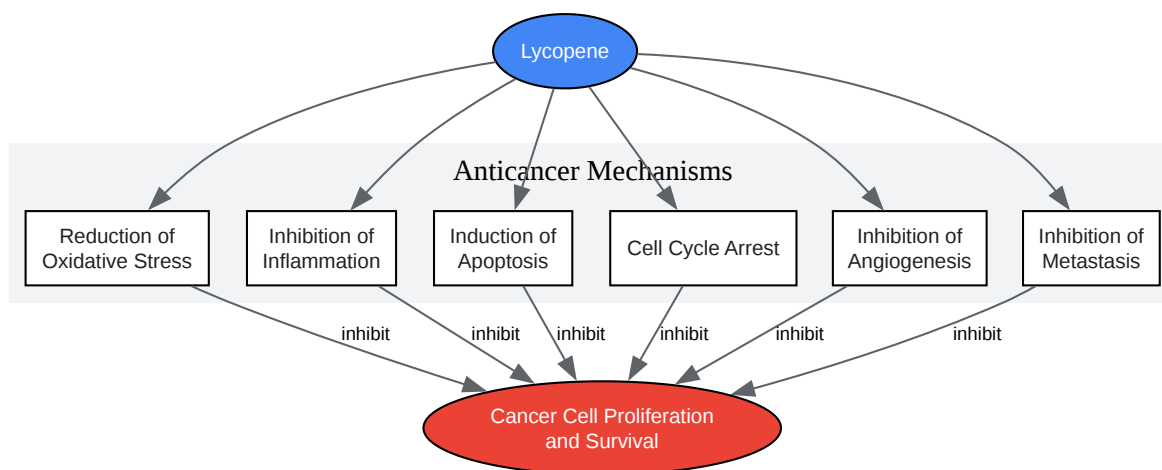 Lycopene
Anticancer Mechanisms
Reduction of
Oxidative Stress
Inhibition of
Inflammation
Induction of
Apoptosis
Cell Cycle Arrest
Inhibition of
Angiogenesis
Inhibition of
Metastasis
inhibit
inhibit
inhibit
inhibit
inhibit
inhibit
Cancer Cell Proliferation
and Survival